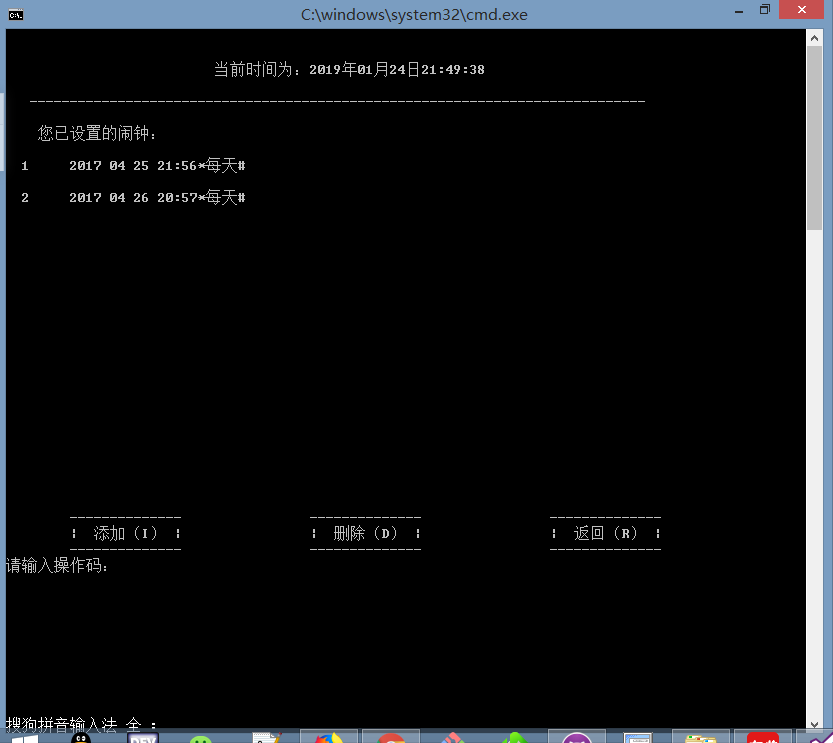 C:\windows\system32\cmd.exe
当前时间为：2019年01月24日21:49:38
您已设置的闹钟：
1 2017 04 25 21:56*每天#
2 2017 04 26 20:57*每天#
添加（I） 删除（D） 返回（R）
请输入操作码：
搜狗拼音输入法 全 ：